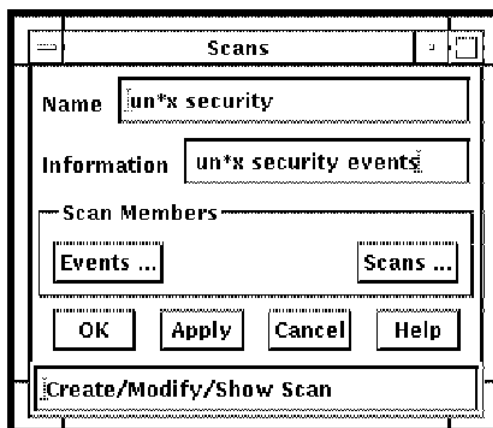 Scans
Name un*x security
Information un*x security events
Scan Members
Events ... Scans ...
OK Apply Cancel Help
Create/Modify/Show Scan